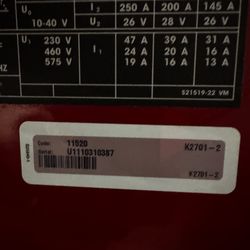 U₀ I₂ 250 A 200 A 145 A
10-40 V U₂ 26 V 28 V 26 V
U₁ 230 V I₁ 47 A 39 A 31 A
460 V 24 A 20 A 16 A
HZ 575 V 19 A 16 A 13 A
S21519-22 VM
Code: 11520 K2701-2
Serial: U1110310387
K2701-2